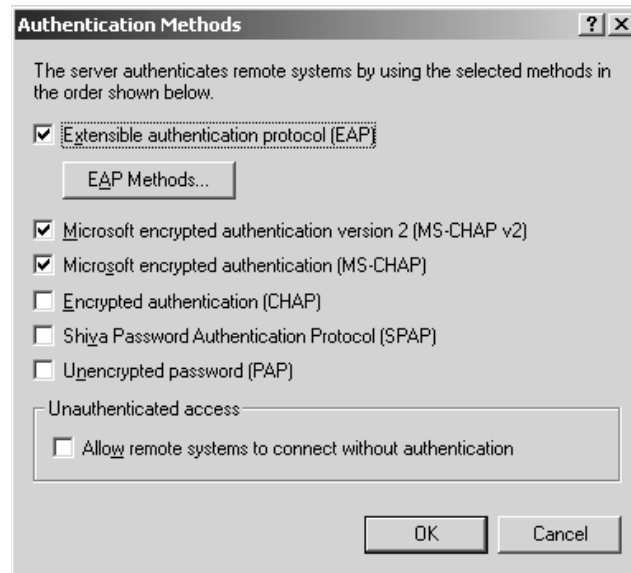 Authentication Methods
The server authenticates remote systems by using the selected methods in
the order shown below.
Extensible authentication protocol (EAP)
EAP Methods...
Microsoft encrypted authentication version 2 (MS-CHAP v2)
Microsoft encrypted authentication (MS-CHAP)
Encrypted authentication (CHAP)
Shiva Password Authentication Protocol (SPAP)
Unencrypted password (PAP)
Unauthenticated access
Allow remote systems to connect without authentication
OK Cancel